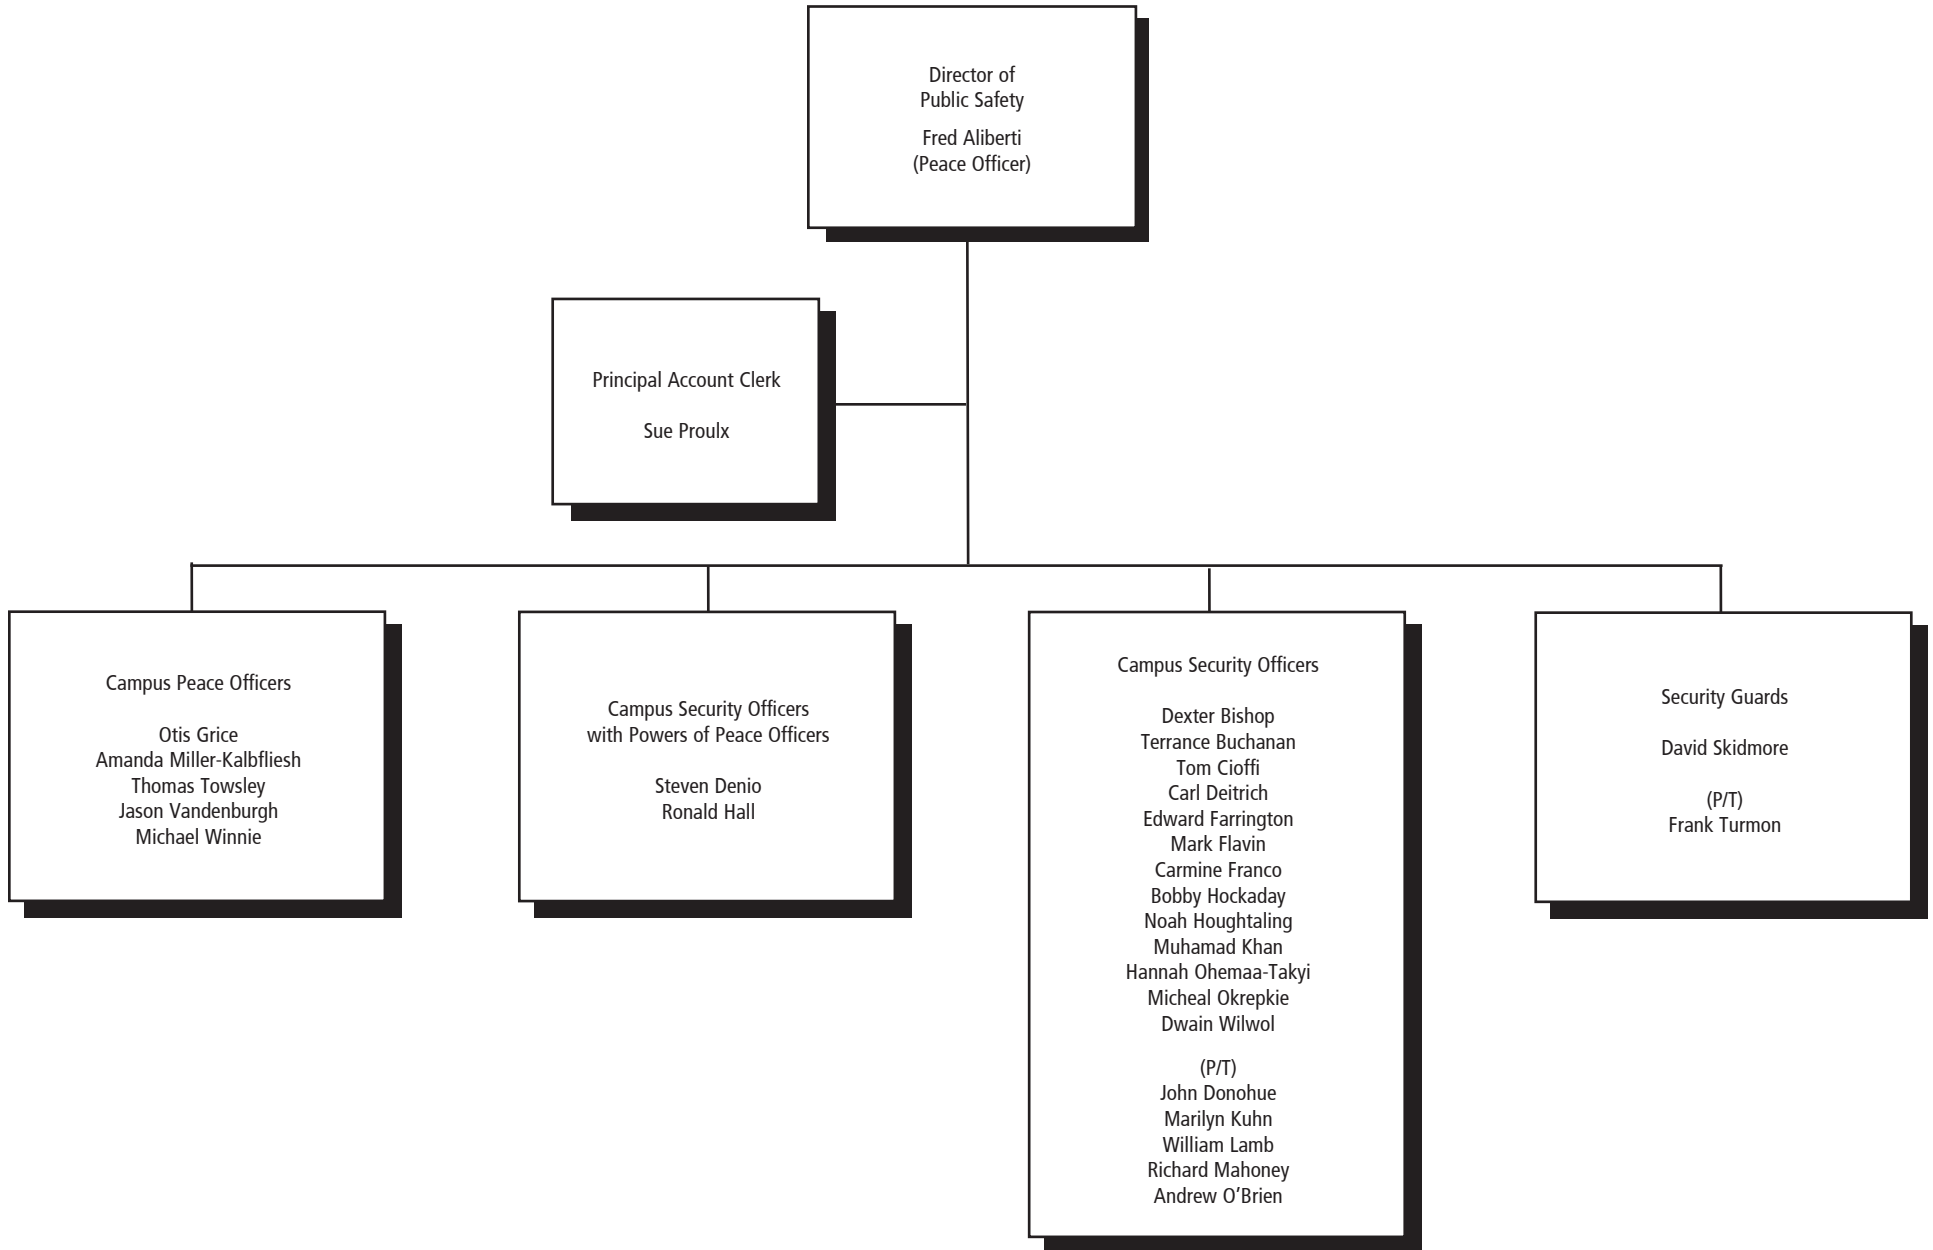 Director of
Public Safety
Fred Aliberti
(Peace Officer)
Principal Account Clerk
Sue Proulx
Campus Peace Officers
Otis Grice
Amanda Miller-Kalbfliesh
Thomas Towsley
Jason Vandenburgh
Michael Winnie
Campus Security Officers
with Powers of Peace Officers
Steven Denio
Ronald Hall
Campus Security Officers
Dexter Bishop
Terrance Buchanan
Tom Cioffi
Carl Deitrich
Edward Farrington
Mark Flavin
Carmine Franco
Bobby Hockaday
Noah Houghtaling
Muhamad Khan
Hannah Ohemaa-Takyi
Micheal Okrepkie
Dwain Wilwol
(P/T)
John Donohue
Marilyn Kuhn
William Lamb
Richard Mahoney
Andrew O’Brien
Security Guards
David Skidmore
(P/T)
Frank Turmon